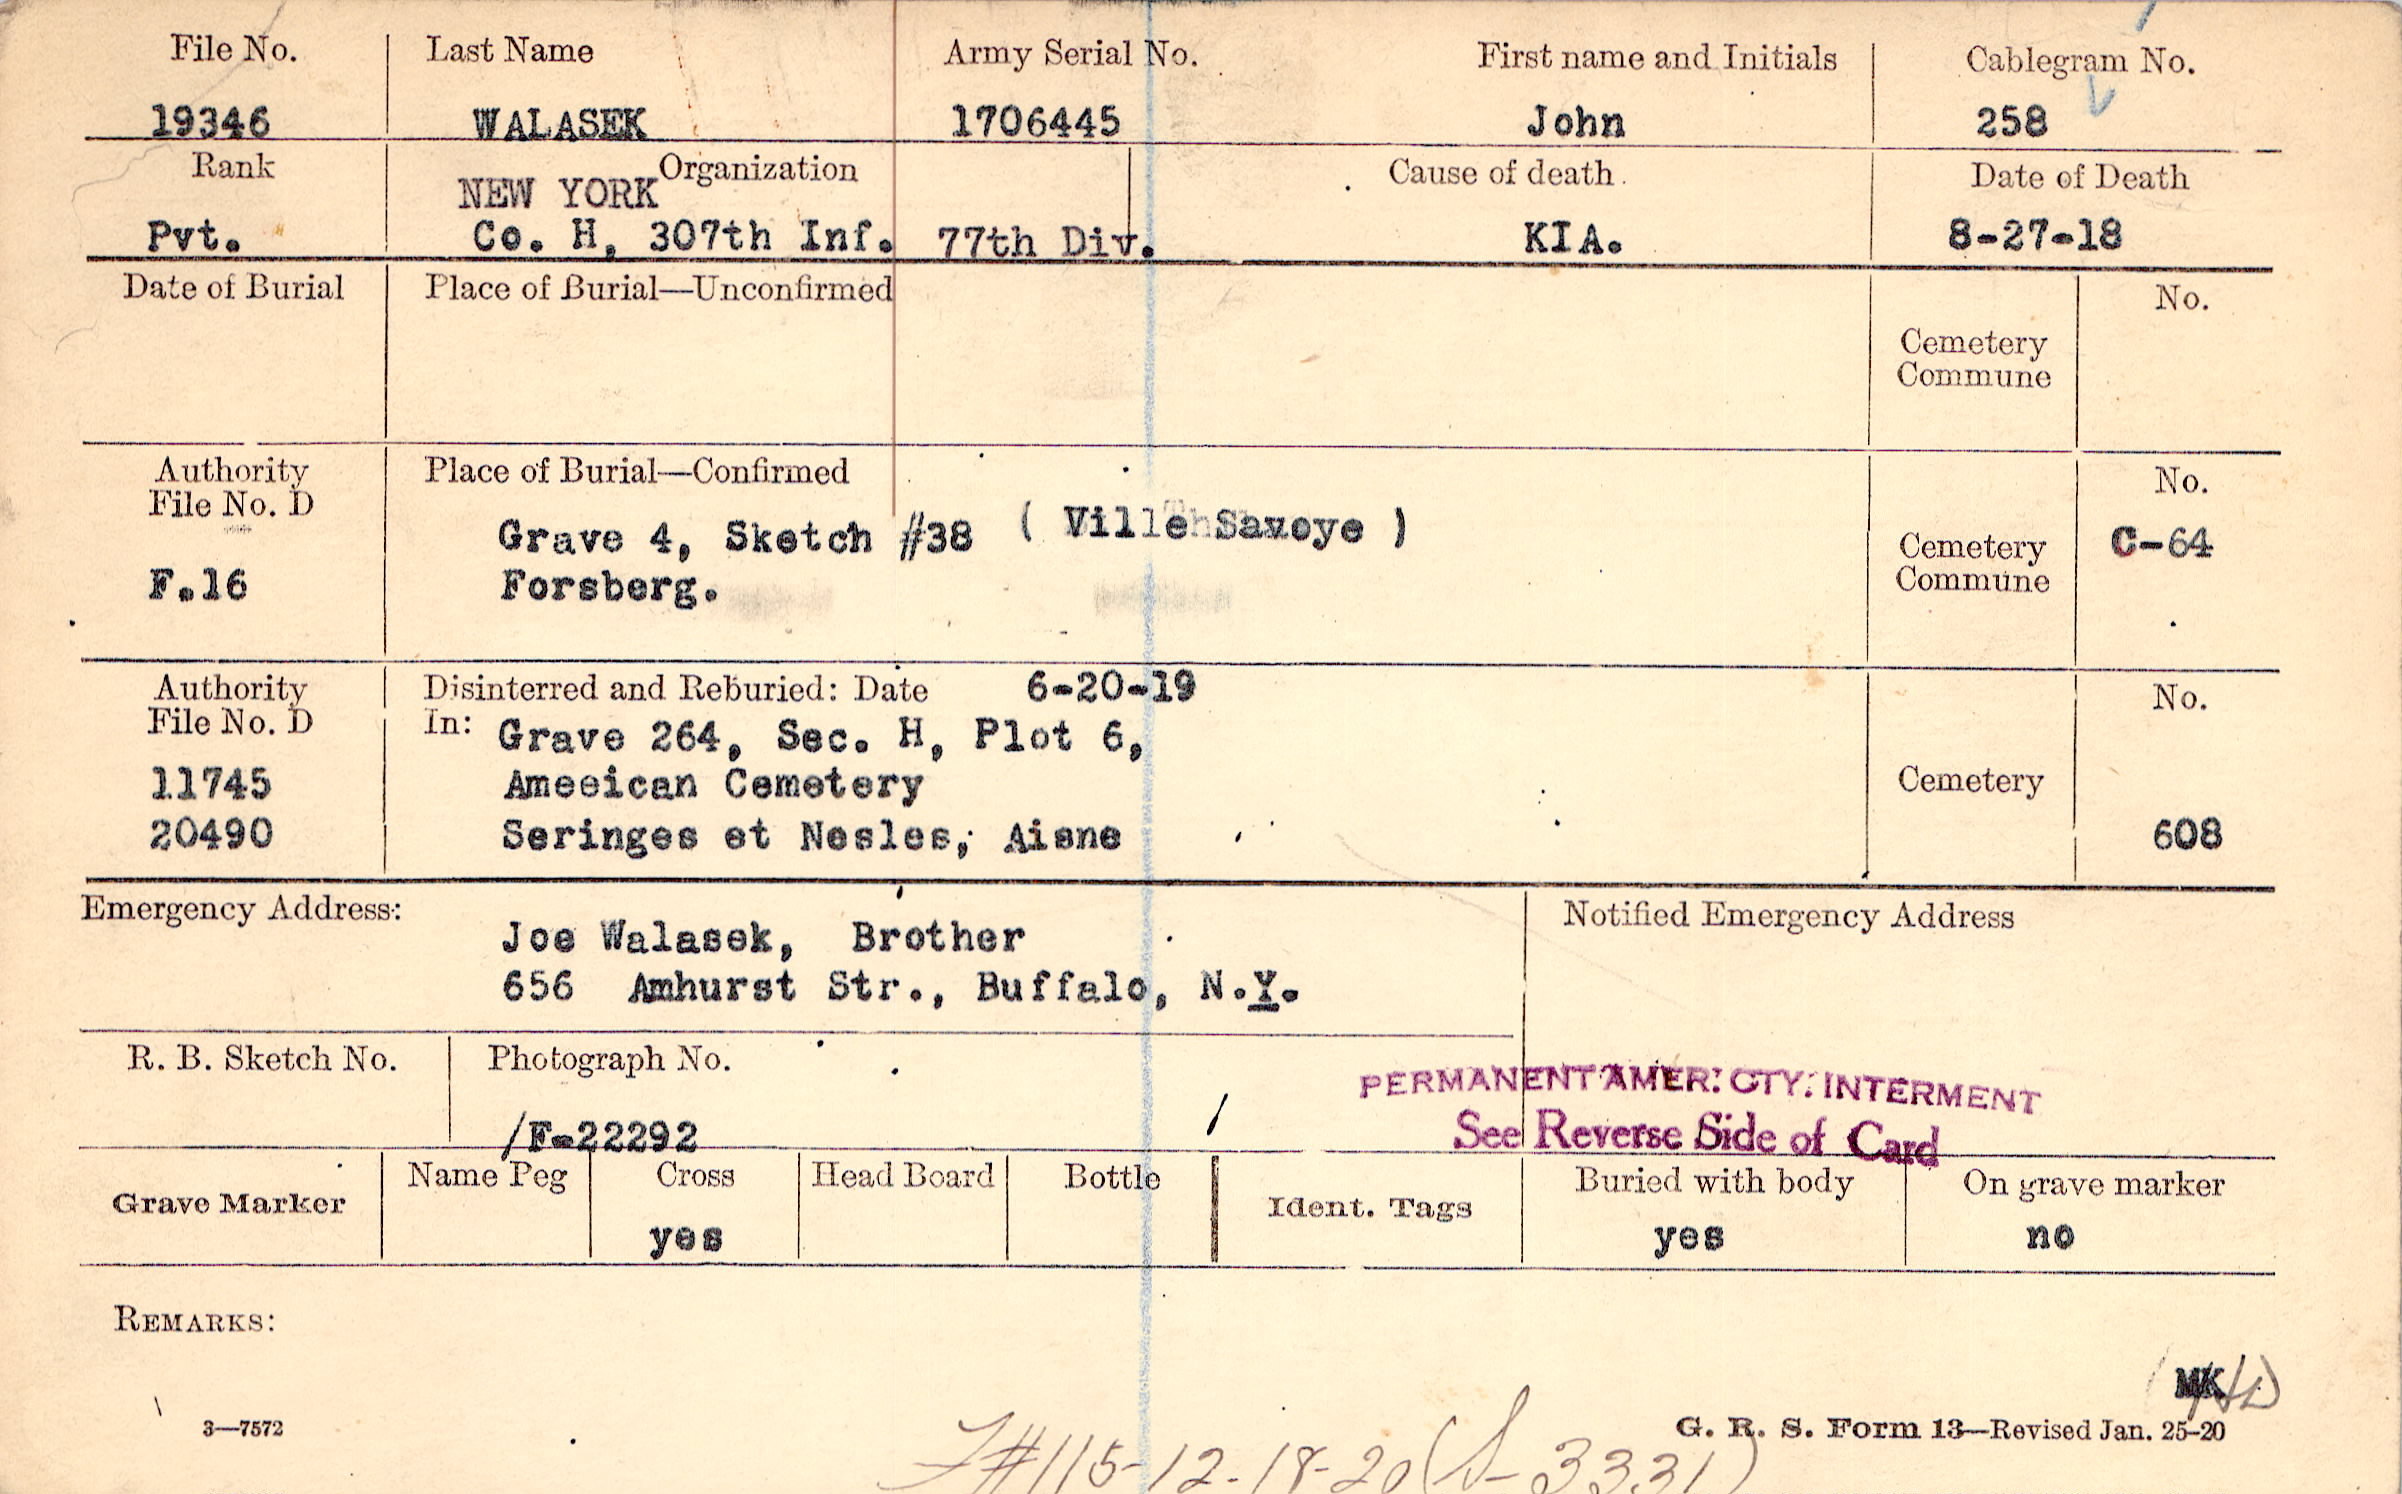 File No. Last Name Army Serial No. First name and Initials Cablegram No.
19346 WALASEK 1706445 John 258
Rank Organization Cause of death. Date of Death
NEW YORK
Pvt. Co. H, 307th Inf. 77th Div. KIA. 8-27-18
Date of Burial Place of Burial—Unconfirmed No.
Cemetery
Commune
Authority Place of Burial—Confirmed No.
File No. D
Grave 4, Sketch #38 ( Ville Savoye ) C-64
Cemetery
F.16 Forsberg. Commune
Authority Disinterred and Reburied: Date 6-20-19 No.
File No. D In: Grave 264, Sec. H, Plot 6,
11745 Ameeican Cemetery Cemetery
20490 Seringes et Nesles, Aisne 608
Emergency Address: Notified Emergency Address
Joe Walasek, Brother
656 Amhurst Str., Buffalo, N.Y.
R. B. Sketch No. Photograph No.
PERMANENT AMER. CTY. INTERMENT
/F-22292 See Reverse Side of Card
Grave Marker Name Peg Cross Head Board Bottle Ident. Tags Buried with body On grave marker
yes yes no
REMARKS:
MK
3—7572 G. R. S. Form 13—Revised Jan. 25-20
#115-12-18-20 (S-3331)